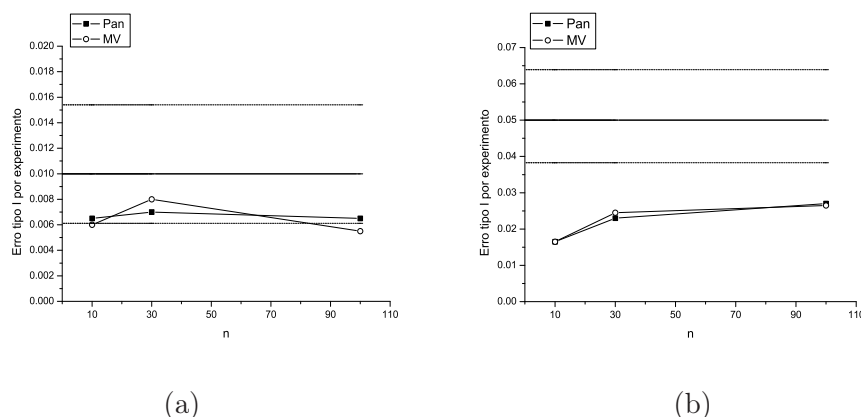 Pan
MV
0.020
0.018
0.016
0.014
0.012
0.010
0.008
0.006
0.004
0.002
0.000
Erro tipo I por experimento
10 30 50 70 90 110
n
(a)
Pan
MV
0.07
0.06
0.05
0.04
0.03
0.02
0.01
0.00
Erro tipo I por experimento
10 30 50 70 90 110
n
(b)